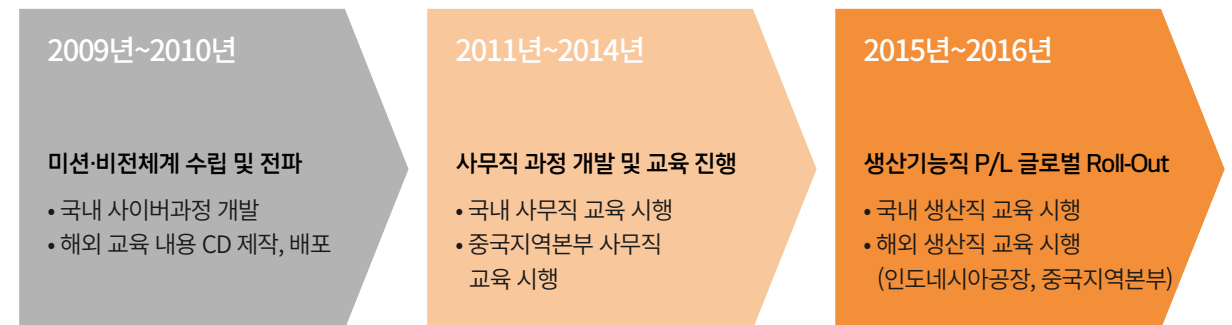 2009년~2010년
미션·비전체계 수립 및 전파
• 국내 사이버과정 개발
• 해외 교육 내용 CD 제작, 배포
2011년~2014년
사무직 과정 개발 및 교육 진행
• 국내 사무직 교육 시행
• 중국지역본부 사무직
교육 시행
2015년~2016년
생산기능직 P/L 글로벌 Roll-Out
• 국내 생산직 교육 시행
• 해외 생산직 교육 시행
(인도네시아공장, 중국지역본부)